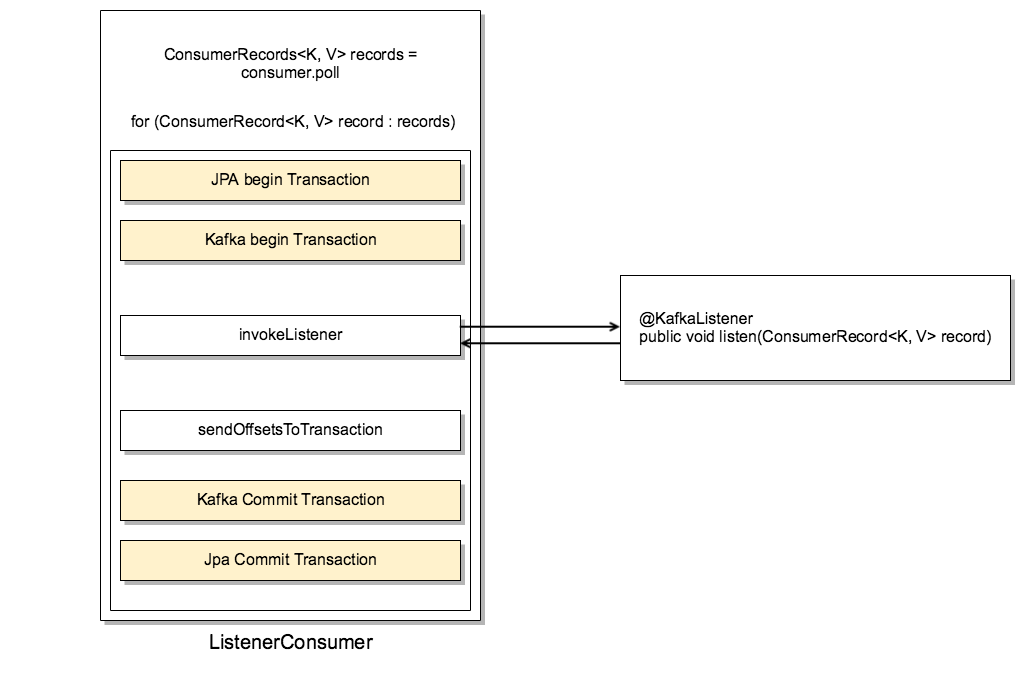 ConsumerRecords<K, V> records =
consumer.poll
for (ConsumerRecord<K, V> record : records)
JPA begin Transaction
Kafka begin Transaction
invokeListener
@KafkaListener
public void listen(ConsumerRecord<K, V> record)
sendOffsetsToTransaction
Kafka Commit Transaction
Jpa Commit Transaction
ListenerConsumer